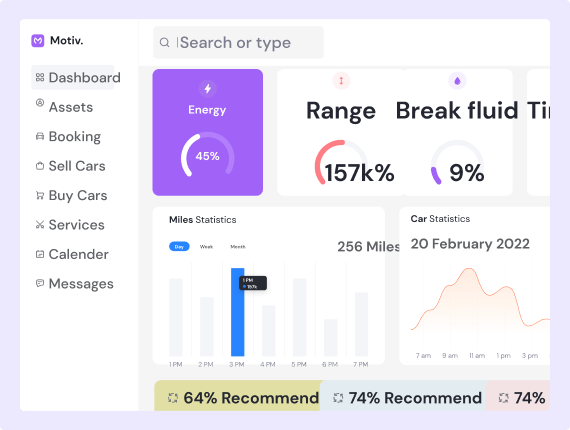 Motiv.
Search or type
Dashboard
Assets
Booking
Sell Cars
Buy Cars
Services
Calender
Messages
Energy
45%
Range
157k%
Break fluid
9%
Miles Statistics
Day
Week
Month
256 Miles
1 PM
157k
1 PM
2 PM
3 PM
4 PM
5 PM
6 PM
7 PM
Car Statistics
20 February 2022
7 am
9 am
11 am
1 pm
3 pm
64% Recommend
74% Recommend
74%